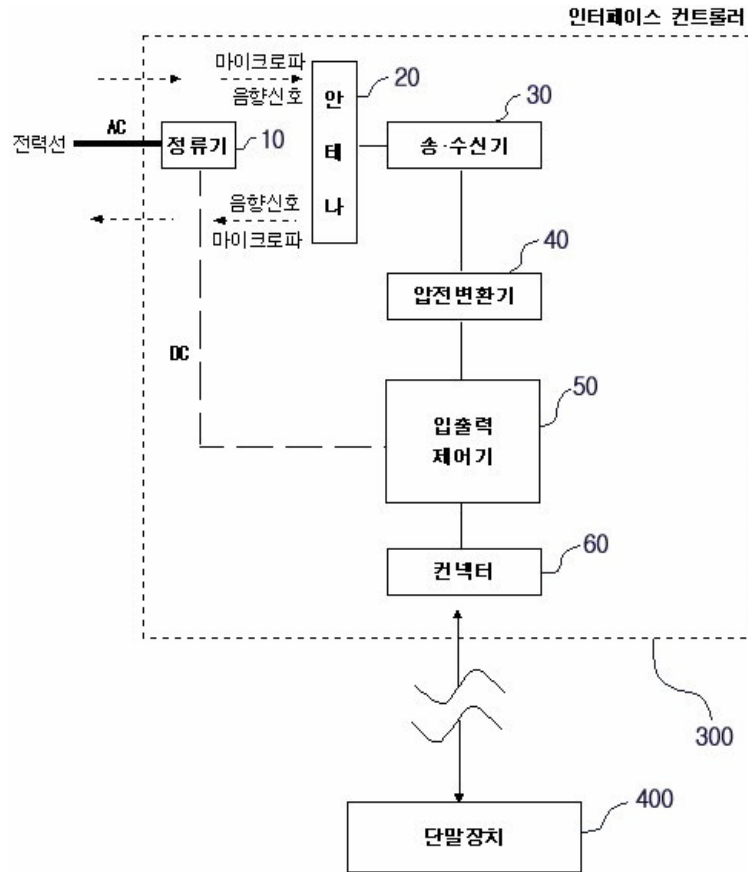 인터페이스 컨트롤러
마이크로파
음향신호
20
30
안
테
나
AC
전력선
정류기
10
송·수신기
음향신호
마이크로파
40
압전변환기
DC
50
입출력
제어기
60
컨넥터
300
400
단말장치